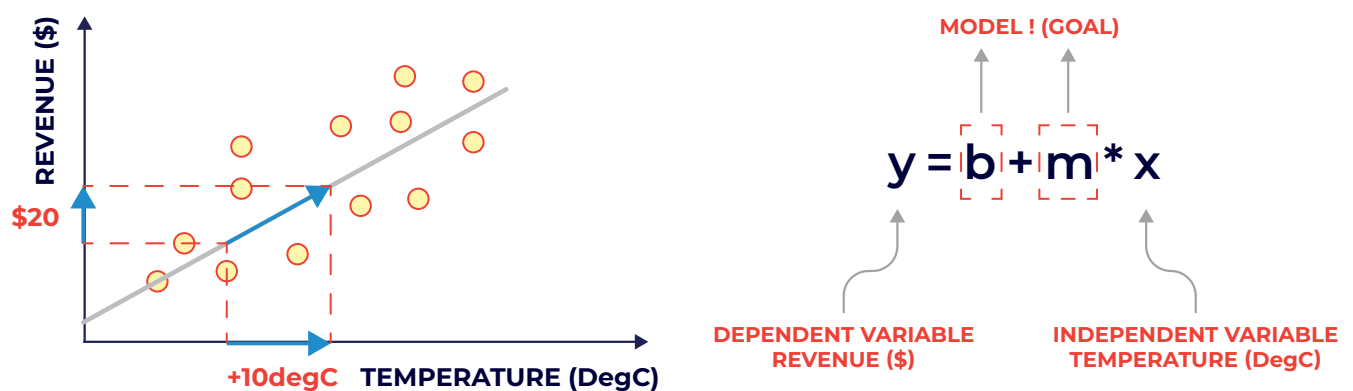 REVENUE ($)
$20
+10degC
TEMPERATURE (DegC)
MODEL ! (GOAL)
y = b + m * x
DEPENDENT VARIABLE
REVENUE ($)
INDEPENDENT VARIABLE
TEMPERATURE (DegC)